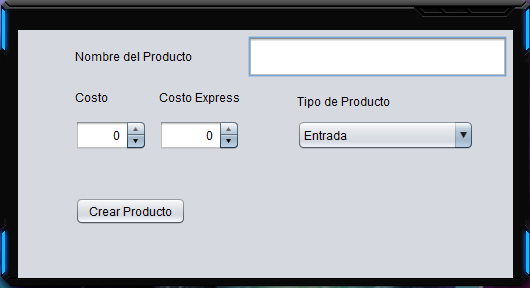 Nombre del Producto
Costo
Costo Express
Tipo de Producto
0
0
Entrada
Crear Producto